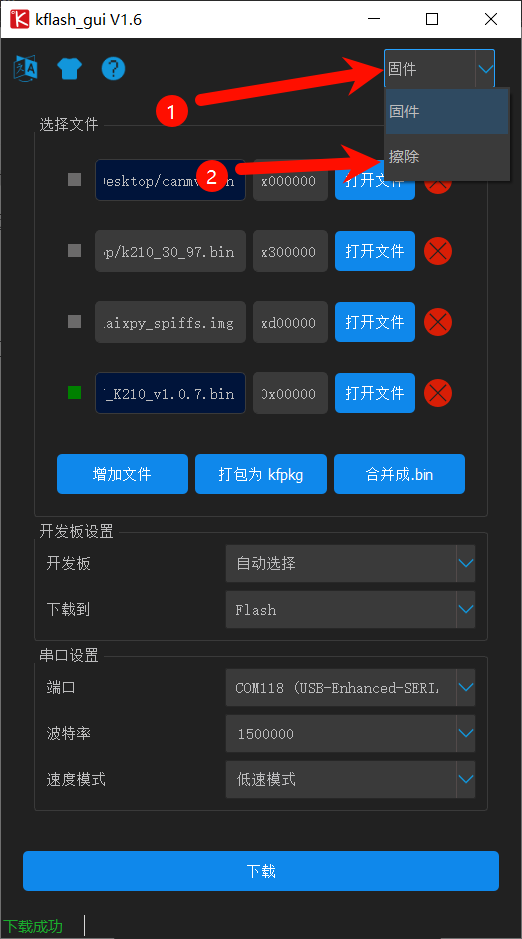 kflash_gui V1.6
固件
1
固件
选择文件
擦除
2
esktop/canmv.bin
x000000
打开文件
p/k210_30_97.bin
x300000
打开文件
aixpy_spiffs.img
xd00000
打开文件
_K210_v1.0.7.bin
0x00000
打开文件
增加文件
打包为 kfpkg
合并成.bin
开发板设置
开发板
自动选择
下载到
Flash
串口设置
端口
COM118 (USB-Enhanced-SERI
波特率
1500000
速度模式
低速模式
下载
下载成功